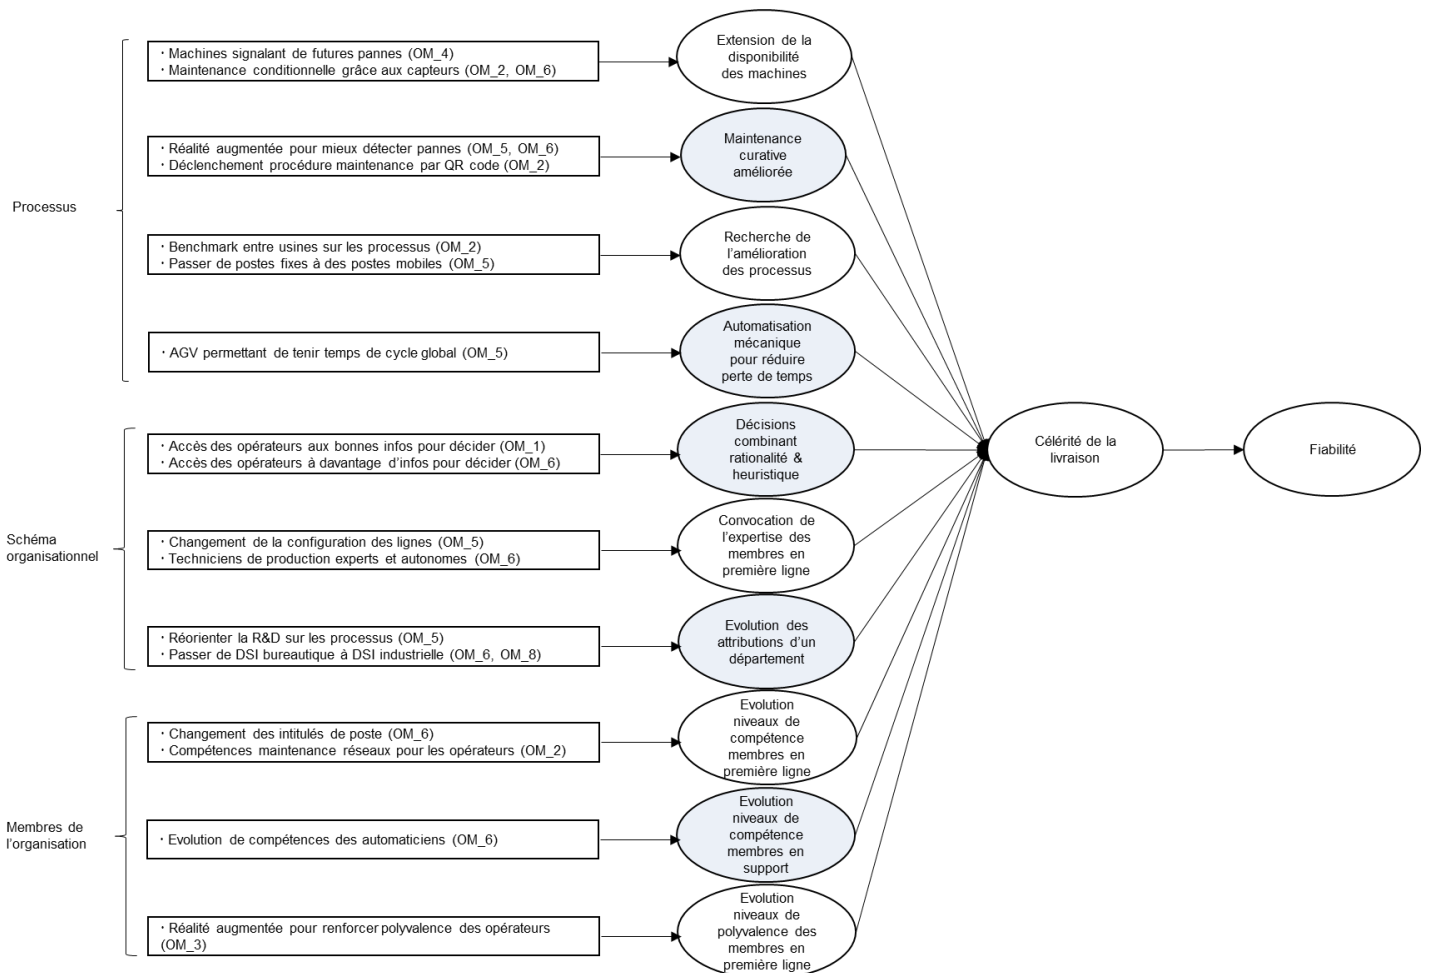 Processus
· Machines signalant de futures pannes (OM_4)
· Maintenance conditionnelle grâce aux capteurs (OM_2, OM_6)
Extension de la
disponibilité
des machines
· Réalité augmentée pour mieux détecter pannes (OM_5, OM_6)
· Déclenchement procédure maintenance par QR code (OM_2)
Maintenance
curative
améliorée
· Benchmark entre usines sur les processus (OM_2)
· Passer de postes fixes à des postes mobiles (OM_5)
Recherche de
l’amélioration
des processus
· AGV permettant de tenir temps de cycle global (OM_5)
Automatisation
mécanique
pour réduire
perte de temps
Schéma
organisationnel
· Accès des opérateurs aux bonnes infos pour décider (OM_1)
· Accès des opérateurs à davantage d’infos pour décider (OM_6)
Décisions
combinant
rationalité &
heuristique
· Changement de la configuration des lignes (OM_5)
· Techniciens de production experts et autonomes (OM_6)
Convocation de
l’expertise des
membres en
première ligne
· Réorienter la R&D sur les processus (OM_5)
· Passer de DSI bureautique à DSI industrielle (OM_6, OM_8)
Evolution des
attributions d’un
département
Membres de
l’organisation
· Changement des intitulés de poste (OM_6)
· Compétences maintenance réseaux pour les opérateurs (OM_2)
Evolution
niveaux de
compétence
membres en
première ligne
· Evolution de compétences des automaticiens (OM_6)
Evolution
niveaux de
compétence
membres en
support
· Réalité augmentée pour renforcer polyvalence des opérateurs
(OM_3)
Evolution
niveaux de
polyvalence des
membres en
première ligne
Célérité de la
livraison
Fiabilité